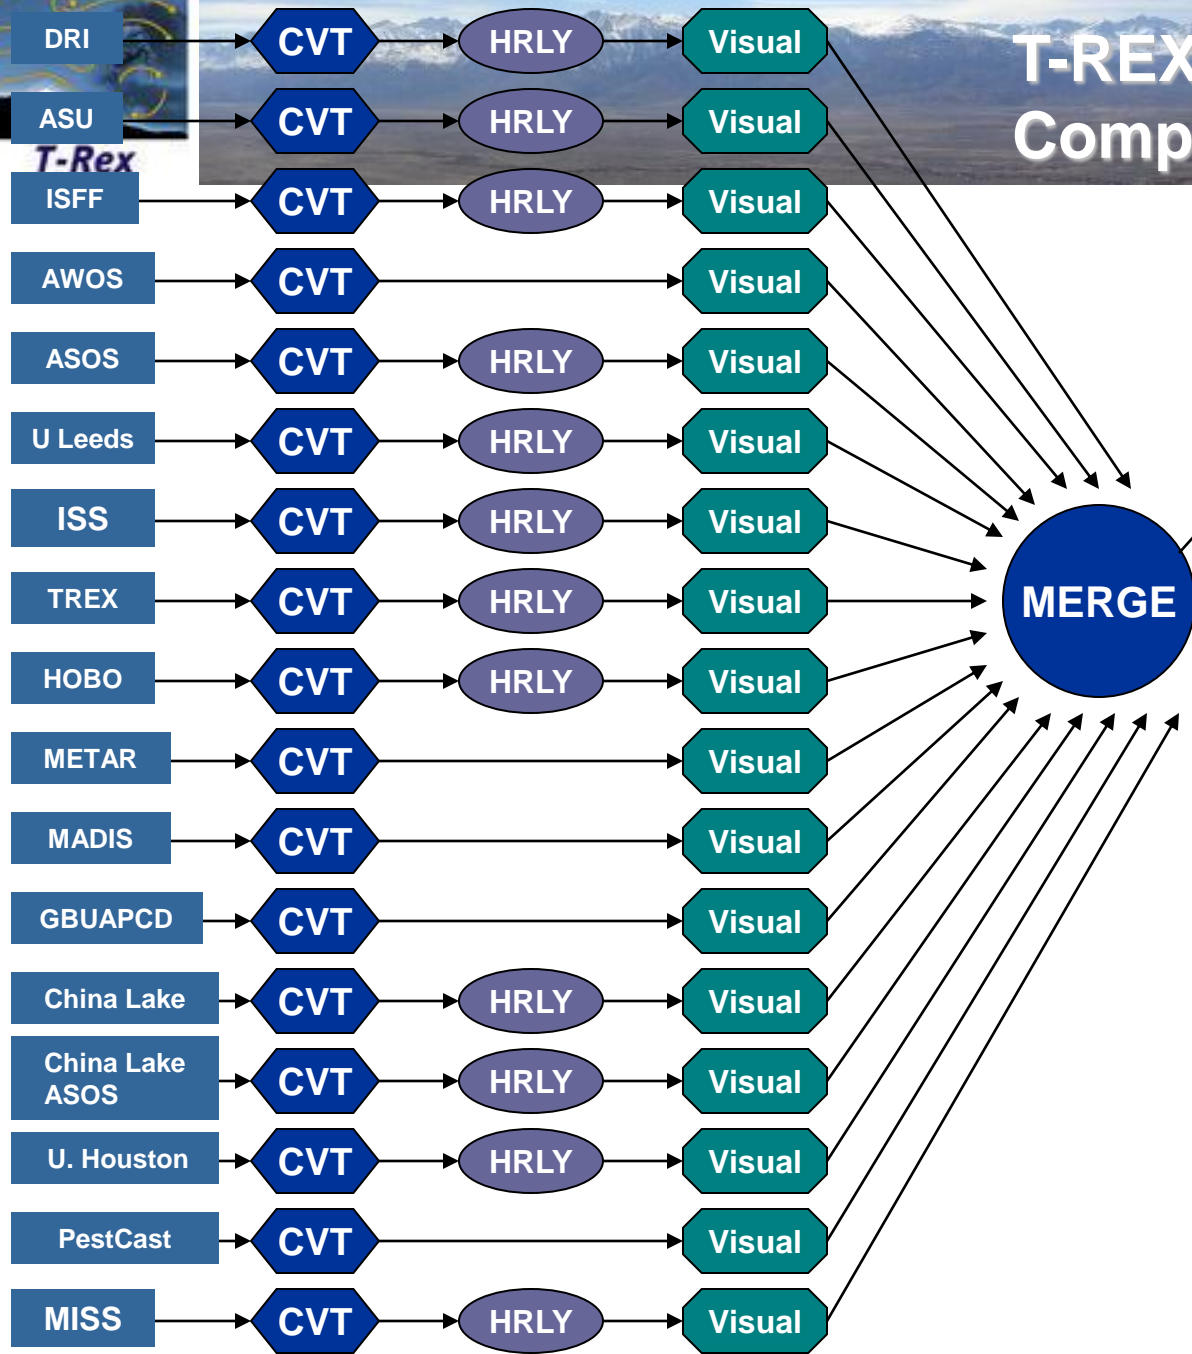 DRI CVT HRLY Visual
T-REX
ASU CVT HRLY Visual
Comp
T-Rex
ISFF CVT HRLY Visual
AWOS CVT Visual
ASOS CVT HRLY Visual
U Leeds CVT HRLY Visual
ISS CVT HRLY Visual
TREX CVT HRLY Visual
MERGE
HOBO CVT HRLY Visual
METAR CVT Visual
MADIS CVT Visual
GBUAPCD CVT Visual
China Lake CVT HRLY Visual
China Lake
ASOS CVT HRLY Visual
U. Houston CVT HRLY Visual
PestCast CVT Visual
MISS CVT HRLY Visual